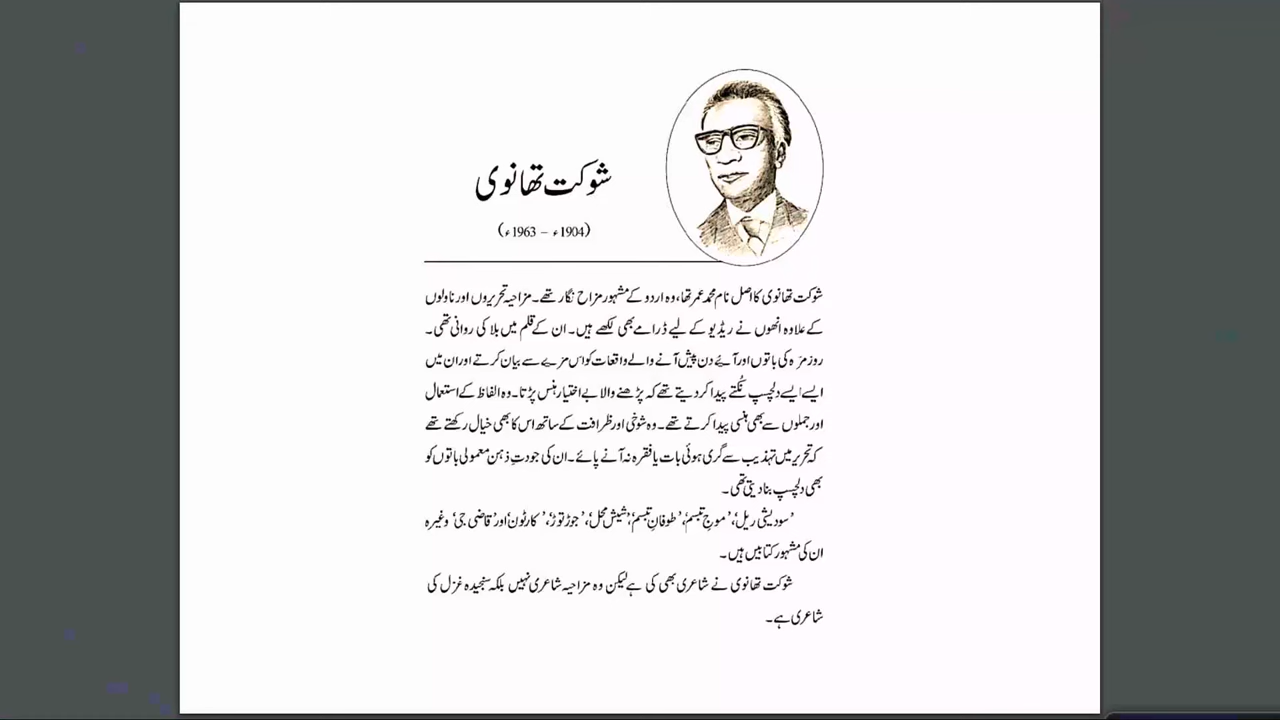 شوکت تھانوی
(1904ء – 1963ء)
شوکت تھانوی کا اصل نام محمد عمر تھا، وہ اردو کے مشہور مزاح نگار تھے۔ مزاحیہ تحریروں اور ناولوں
کے علاوہ انھوں نے ریڈیو کے لیے ڈرامے بھی لکھے ہیں۔ ان کے قلم میں بلا کی روانی تھی۔
روز مرّہ کی باتوں اور آئے دن پیش آنے والے واقعات کو اس مزے سے بیان کرتے اور ان میں
ایسے ایسے دلچسپ نُکتے پیدا کر دیتے تھے کہ پڑھنے والا بے اختیار ہنس پڑتا۔ وہ الفاظ کے استعمال
اور جملوں سے بھی ہنسی پیدا کرتے تھے۔ وہ شوخی اور ظرافت کے ساتھ اس کا بھی خیال رکھتے تھے
کہ تحریر میں تہذیب سے گری ہوئی بات یا فقرہ نہ آنے پائے۔ ان کی جودتِ ذہن معمولی باتوں کو
بھی دلچسپ بنا دیتی تھی۔
'سودیشی ریل'، 'موجِ تبسم'، 'طوفانِ تبسم'، 'شیش محل'، 'جوڑ توڑ'، 'کارٹون' اور 'قاضی جی' وغیرہ
ان کی مشہور کتابیں ہیں۔
شوکت تھانوی نے شاعری بھی کی ہے لیکن وہ مزاحیہ شاعری نہیں بلکہ سنجیدہ غزل کی
شاعری ہے۔